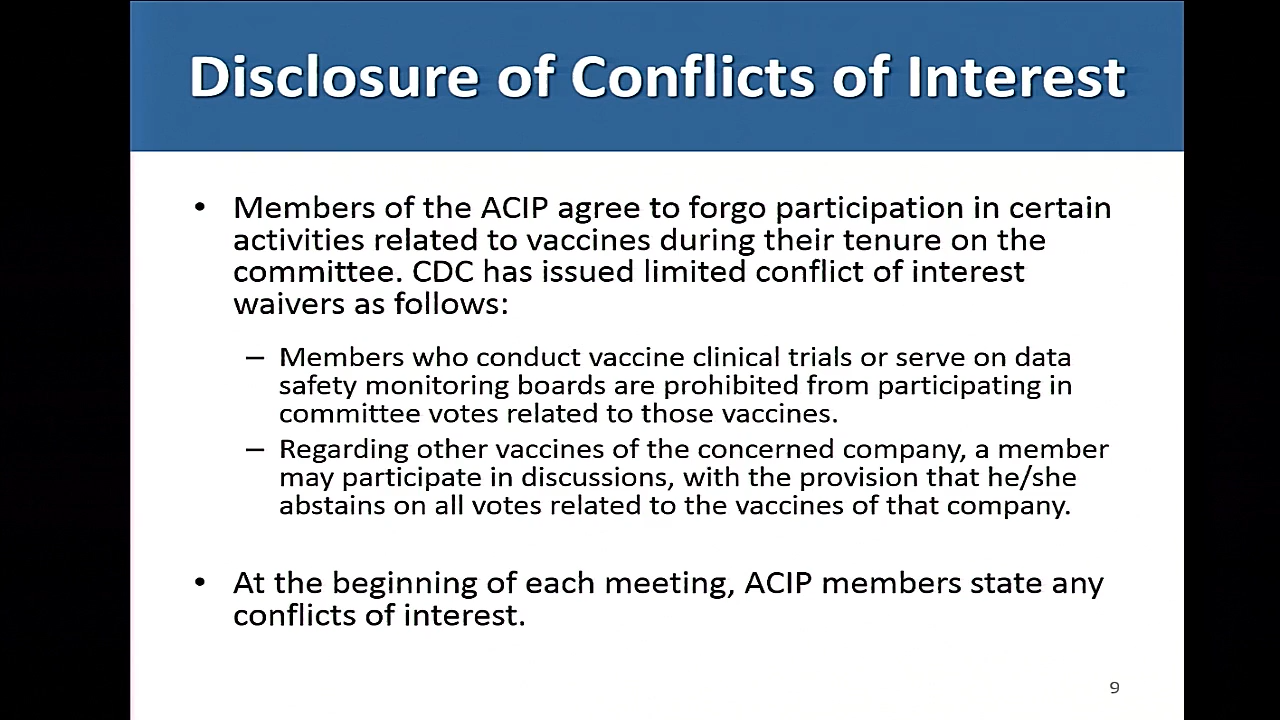 Disclosure of Conflicts of Interest
• Members of the ACIP agree to forgo participation in certain
activities related to vaccines during their tenure on the
committee. CDC has issued limited conflict of interest
waivers as follows:
– Members who conduct vaccine clinical trials or serve on data
safety monitoring boards are prohibited from participating in
committee votes related to those vaccines.
– Regarding other vaccines of the concerned company, a member
may participate in discussions, with the provision that he/she
abstains on all votes related to the vaccines of that company.
• At the beginning of each meeting, ACIP members state any
conflicts of interest.
9